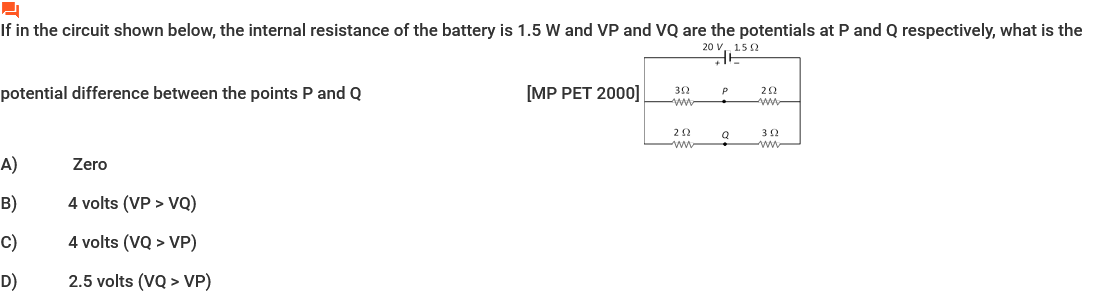 If in the circuit shown below, the internal resistance of the battery is 1.5 W and VP and VQ are the potentials at P and Q respectively, what is the
potential difference between the points P and Q [MP PET 2000]
20 V 1.5 Ω
+ −
3 Ω P 2 Ω
2 Ω Q 3 Ω
A) Zero
B) 4 volts (VP > VQ)
C) 4 volts (VQ > VP)
D) 2.5 volts (VQ > VP)